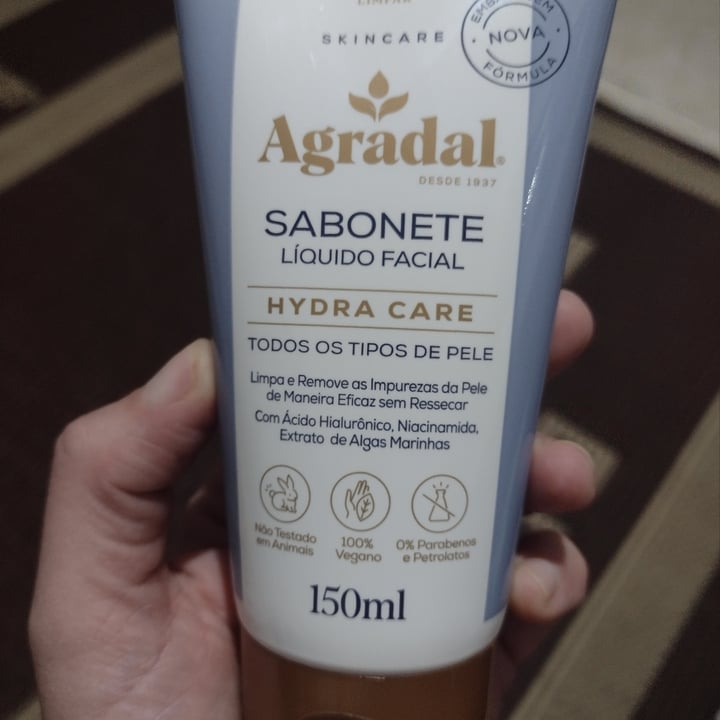 LIMPAR
SKINCARE
NOVA
FÓRMULA
Agradal®
DESDE 1937
SABONETE
LÍQUIDO FACIAL
HYDRA CARE
TODOS OS TIPOS DE PELE
Limpa e Remove as Impurezas da Pele
de Maneira Eficaz sem Ressecar
Com Ácido Hialurônico, Niacinamida,
Extrato de Algas Marinhas
Não Testado
em Animais
100%
Vegano
0% Parabenos
e Petrolatos
150ml